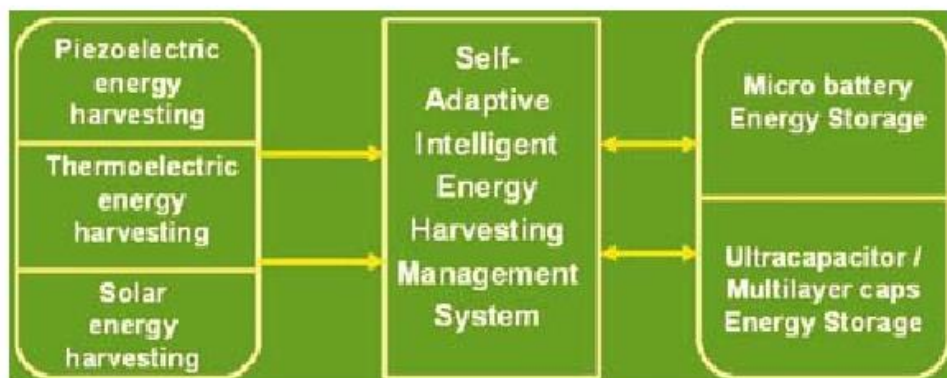 Piezoelectric
energy
harvesting
Thermoelectric
energy
harvesting
Solar
energy
harvesting
Self-
Adaptive
Intelligent
Energy
Harvesting
Management
System
Micro battery
Energy Storage
Ultracapacitor /
Multilayer caps
Energy Storage